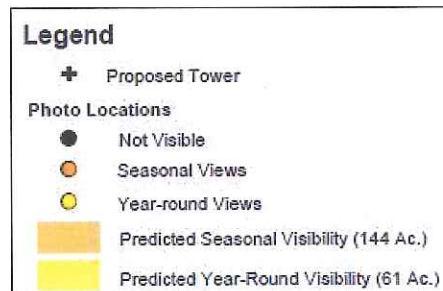 Legend
Proposed Tower
Photo Locations
Not Visible
Seasonal Views
Year-round Views
Predicted Seasonal Visibility (144 Ac.)
Predicted Year-Round Visibility (61 Ac.)